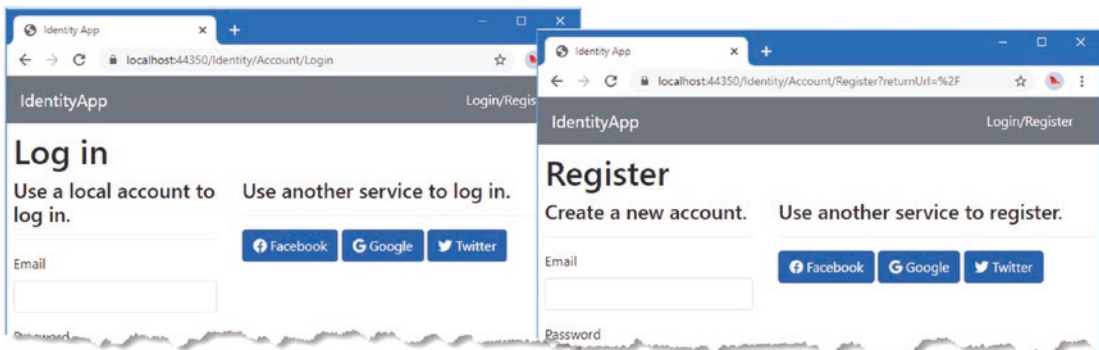 Identity App
localhost:44350/Identity/Account/Login
IdentityApp
Log in
Use a local account to
log in.
Email
Use another service to log in.
Facebook Google Twitter
Identity App
localhost:44350/Identity/Account/Register?returnUrl=%2F
IdentityApp Login/Register
Register
Create a new account.
Email
Password
Use another service to register.
Facebook Google Twitter